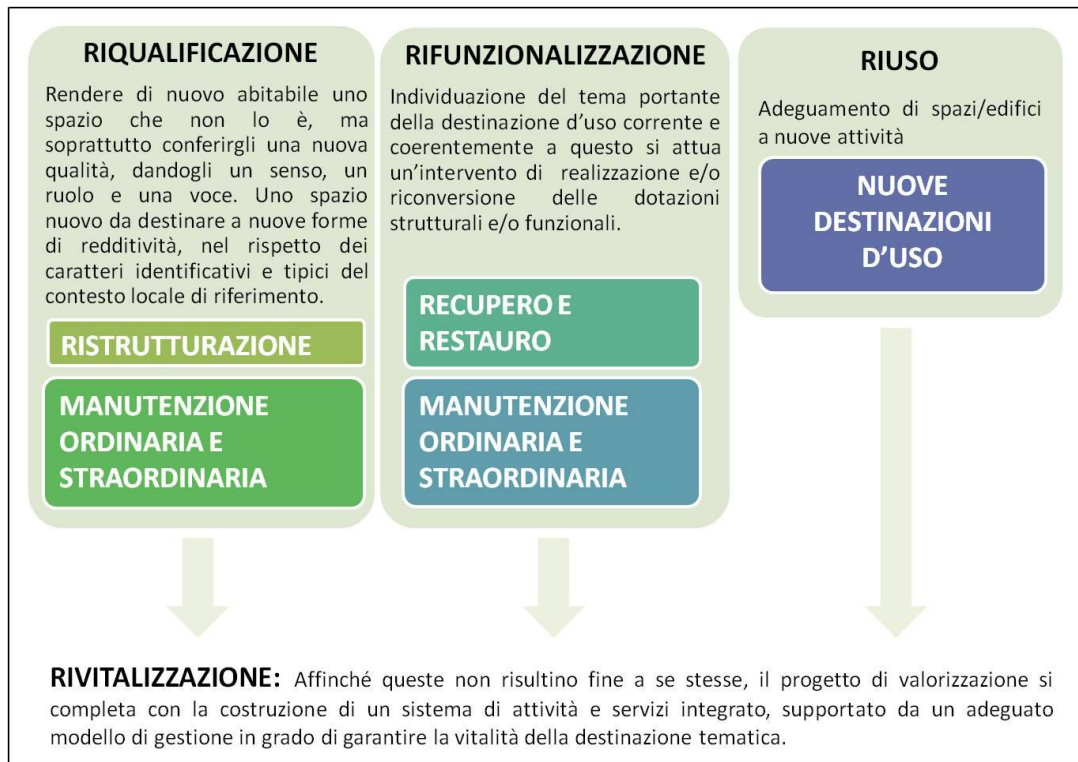 RIQUALIFICAZIONE
Rendere di nuovo abitabile uno
spazio che non lo è, ma
soprattutto conferirgli una nuova
qualità, dandogli un senso, un
ruolo e una voce. Uno spazio
nuovo da destinare a nuove forme
di redditività, nel rispetto dei
caratteri identificativi e tipici del
contesto locale di riferimento.
RISTRUTTURAZIONE
MANUTENZIONE
ORDINARIA E
STRAORDINARIA
RIFUNZIONALIZZAZIONE
Individuazione del tema portante
della destinazione d'uso corrente e
coerentemente a questo si attua
un'intervento di realizzazione e/o
riconversione delle dotazioni
strutturali e/o funzionali.
RECUPERO E
RESTAURO
MANUTENZIONE
ORDINARIA E
STRAORDINARIA
RIUSO
Adeguamento di spazi/edifici
a nuove attività
NUOVE
DESTINAZIONI
D'USO
RIVITALIZZAZIONE: Affinché queste non risultino fine a se stesse, il progetto di valorizzazione si
completa con la costruzione di un sistema di attività e servizi integrato, supportato da un adeguato
modello di gestione in grado di garantire la vitalità della destinazione tematica.